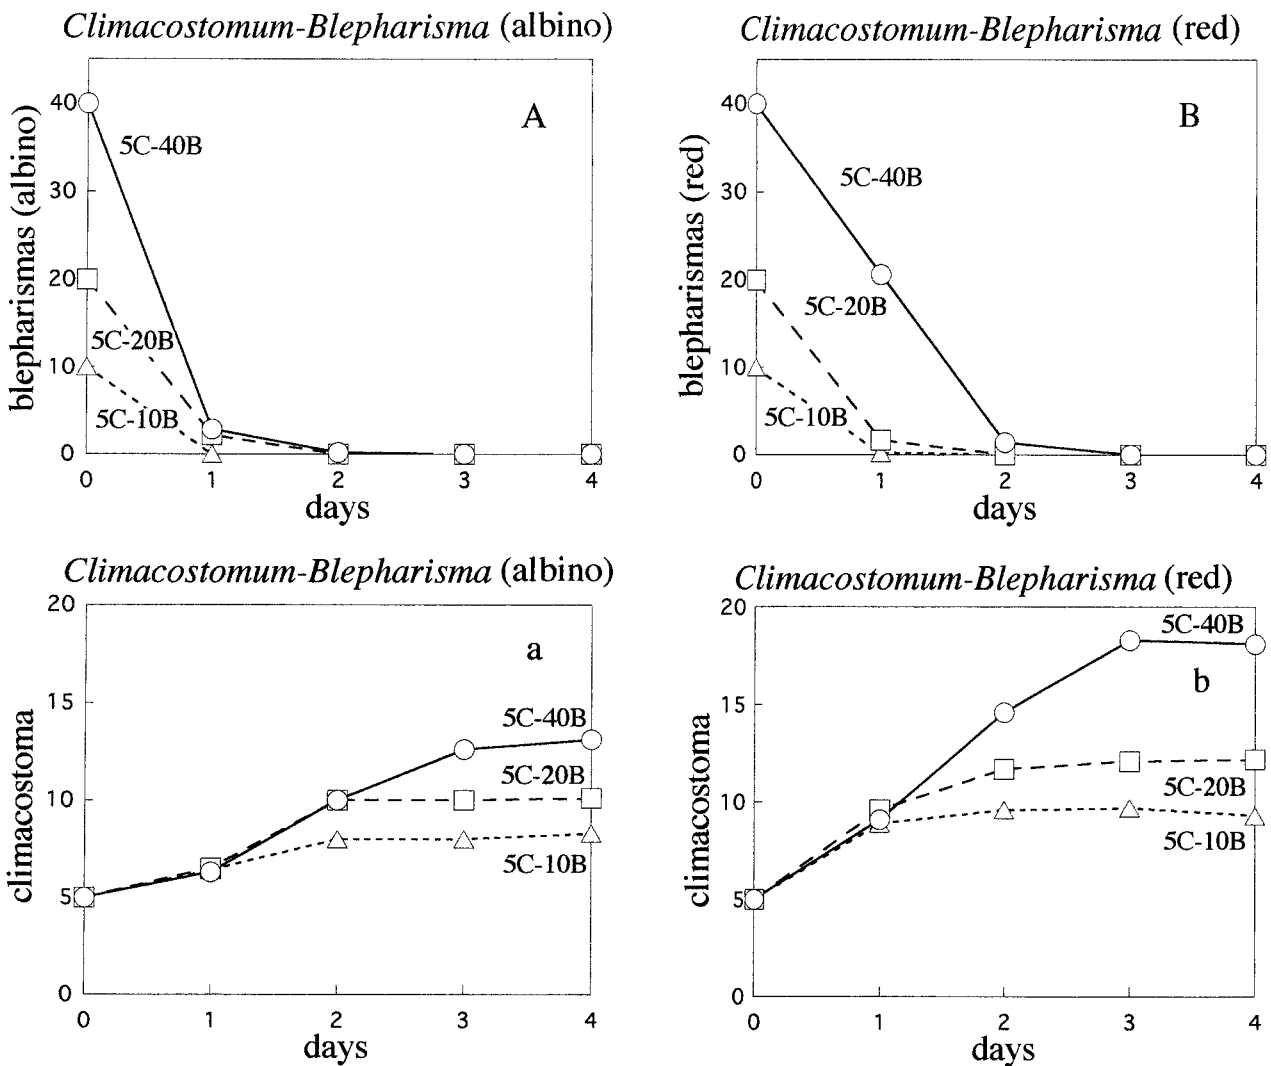 Climacostomum-Blepharisma (albino)
blepharismas (albino)
40
30
20
10
0
A
5C-40B
5C-20B
5C-10B
0 1 2 3 4
days
Climacostomum-Blepharisma (red)
blepharismas (red)
40
30
20
10
0
B
5C-40B
5C-20B
5C-10B
0 1 2 3 4
days
Climacostomum-Blepharisma (albino)
climacostoma
20
15
10
5
0
a
5C-40B
5C-20B
5C-10B
0 1 2 3 4
days
Climacostomum-Blepharisma (red)
climacostoma
20
15
10
5
0
5C-40B
b
5C-20B
5C-10B
0 1 2 3 4
days